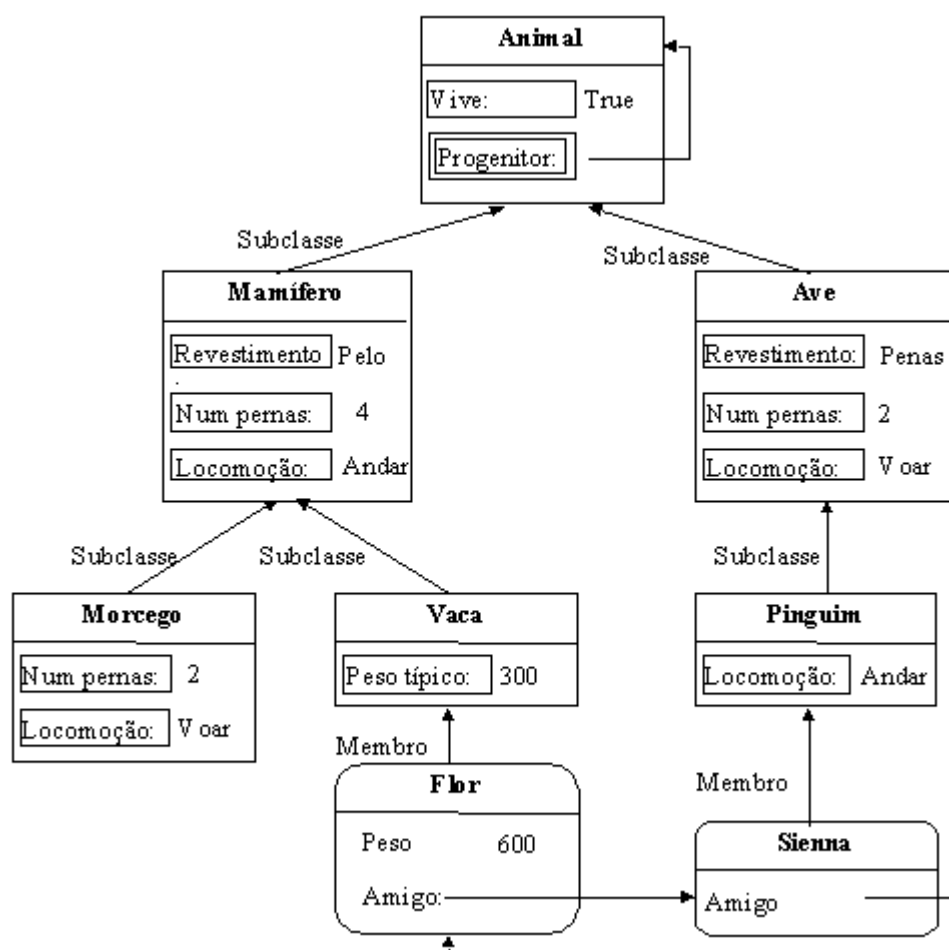 Animal
Vive: True
Progenitor:
Subclasse
Subclasse
Mamífero
Revestimento Pelo
.
Num pernas: 4
Locomoção: Andar
Ave
Revestimento: Penas
Num pernas: 2
Locomoção: Voar
Subclasse
Subclasse
Subclasse
Morcego
Num pernas: 2
Locomoção: Voar
Vaca
Peso típico: 300
Pinguim
Locomoção: Andar
Membro
Membro
Flor
Peso 600
Amigo:
Sienna
Amigo